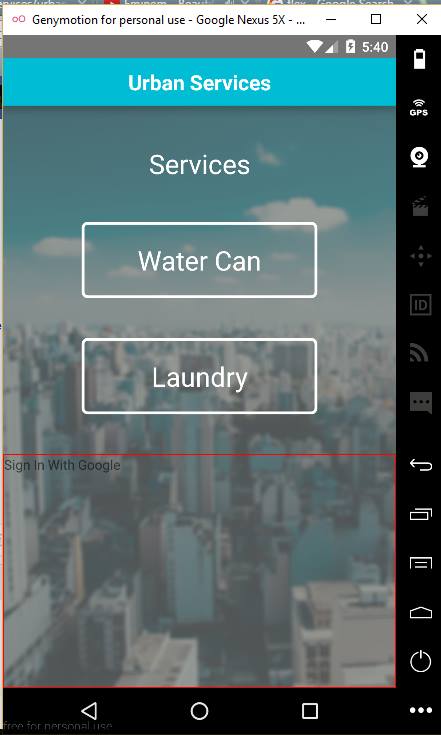 Genymotion for personal use - Google Nexus 5X - ...
5:40
GPS
Urban Services
Services
Water Can
ID
Laundry
Sign In With Google
free for personal use